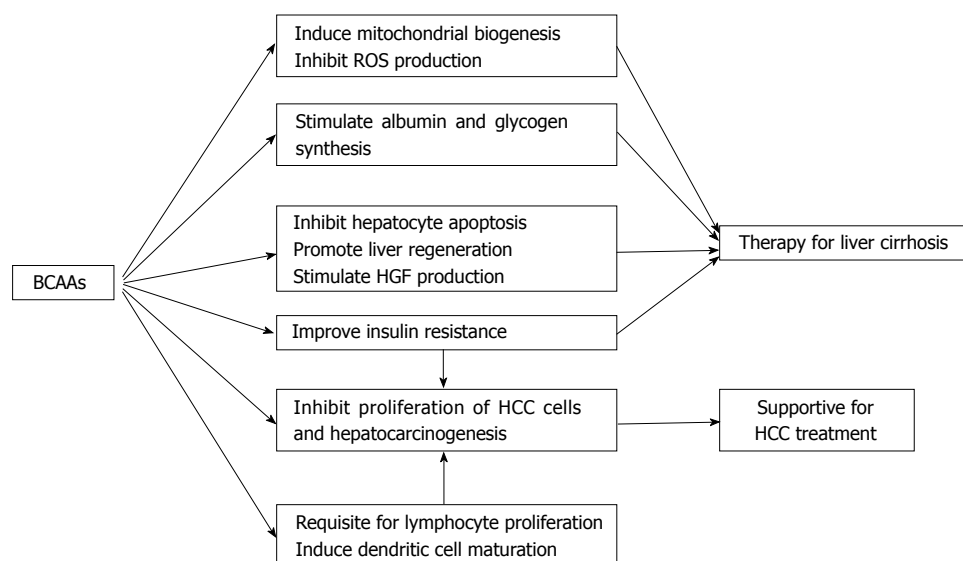 Induce mitochondrial biogenesis
Inhibit ROS production
Stimulate albumin and glycogen
synthesis
Inhibit hepatocyte apoptosis
Promote liver regeneration
Stimulate HGF production
Therapy for liver cirrhosis
BCAAs
Improve insulin resistance
Inhibit proliferation of HCC cells
and hepatocarcinogenesis
Supportive for
HCC treatment
Requisite for lymphocyte proliferation
Induce dendritic cell maturation